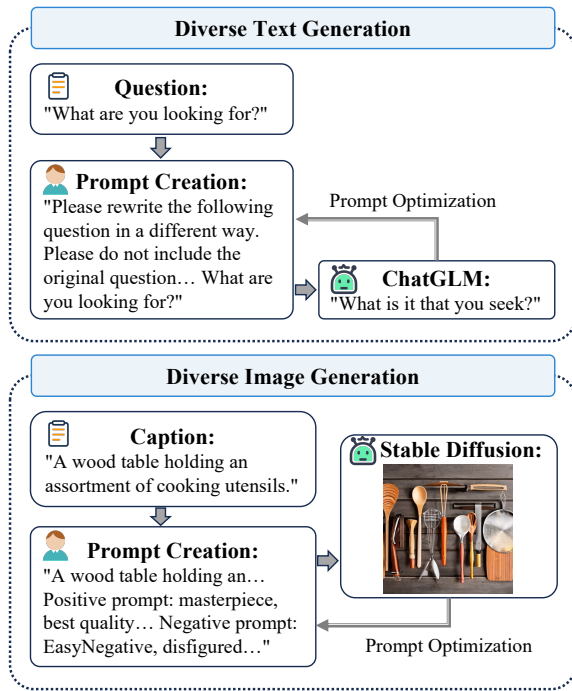 Diverse Text Generation
Question:
"What are you looking for?"
Prompt Creation:
"Please rewrite the following
question in a different way.
Please do not include the
original question… What are
you looking for?"
Prompt Optimization
ChatGLM:
"What is it that you seek?"
Diverse Image Generation
Caption:
"A wood table holding an
assortment of cooking utensils."
Prompt Creation:
"A wood table holding an…
Positive prompt: masterpiece,
best quality… Negative prompt:
EasyNegative, disfigured…"
Stable Diffusion:
Prompt Optimization